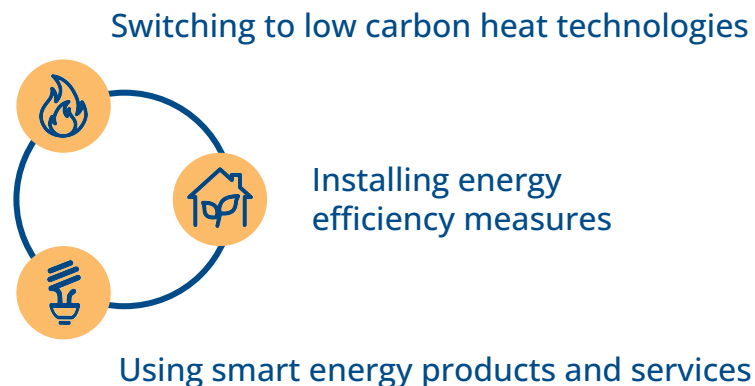 Switching to low carbon heat technologies
Installing energy
efficiency measures
Using smart energy products and services